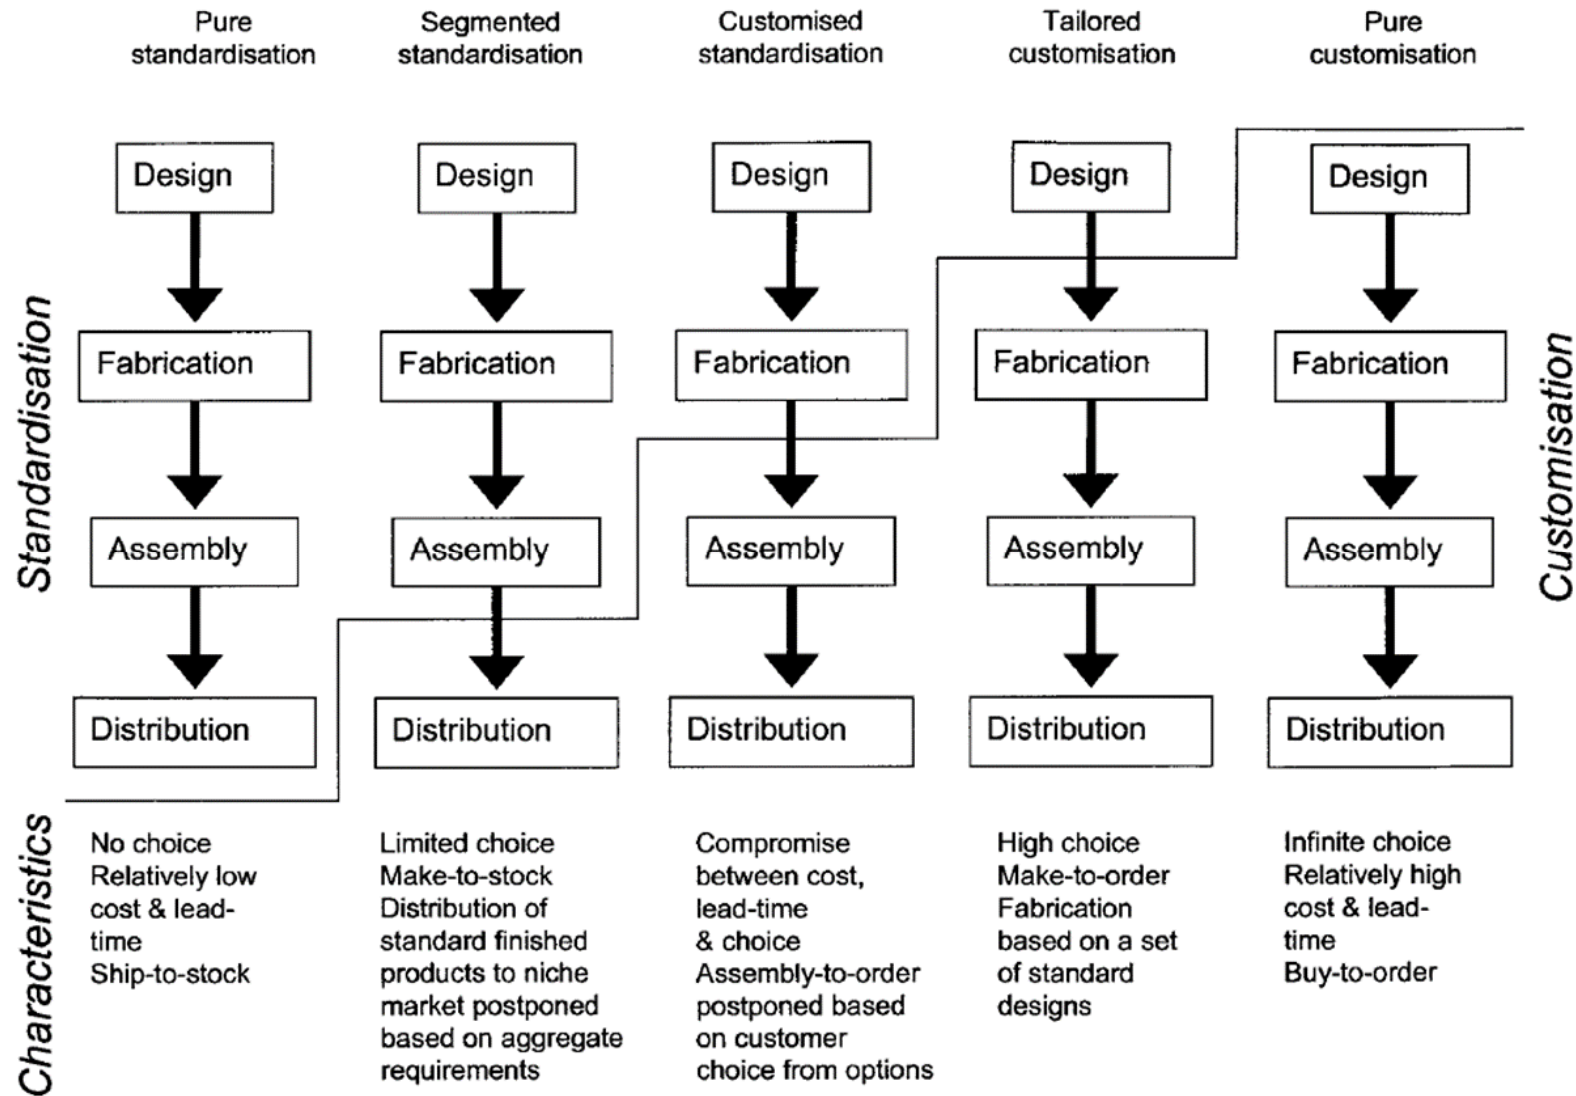 Pure
standardisation
Segmented
standardisation
Customised
standardisation
Tailored
customisation
Pure
customisation
Standardisation
Design
Design
Design
Design
Design
Fabrication
Fabrication
Fabrication
Fabrication
Fabrication
Assembly
Assembly
Assembly
Assembly
Assembly
Distribution
Distribution
Distribution
Distribution
Distribution
Customisation
Characteristics
No choice
Relatively low
cost & lead-
time
Ship-to-stock
Limited choice
Make-to-stock
Distribution of
standard finished
products to niche
market postponed
based on aggregate
requirements
Compromise
between cost,
lead-time
& choice
Assembly-to-order
postponed based
on customer
choice from options
High choice
Make-to-order
Fabrication
based on a set
of standard
designs
Infinite choice
Relatively high
cost & lead-
time
Buy-to-order